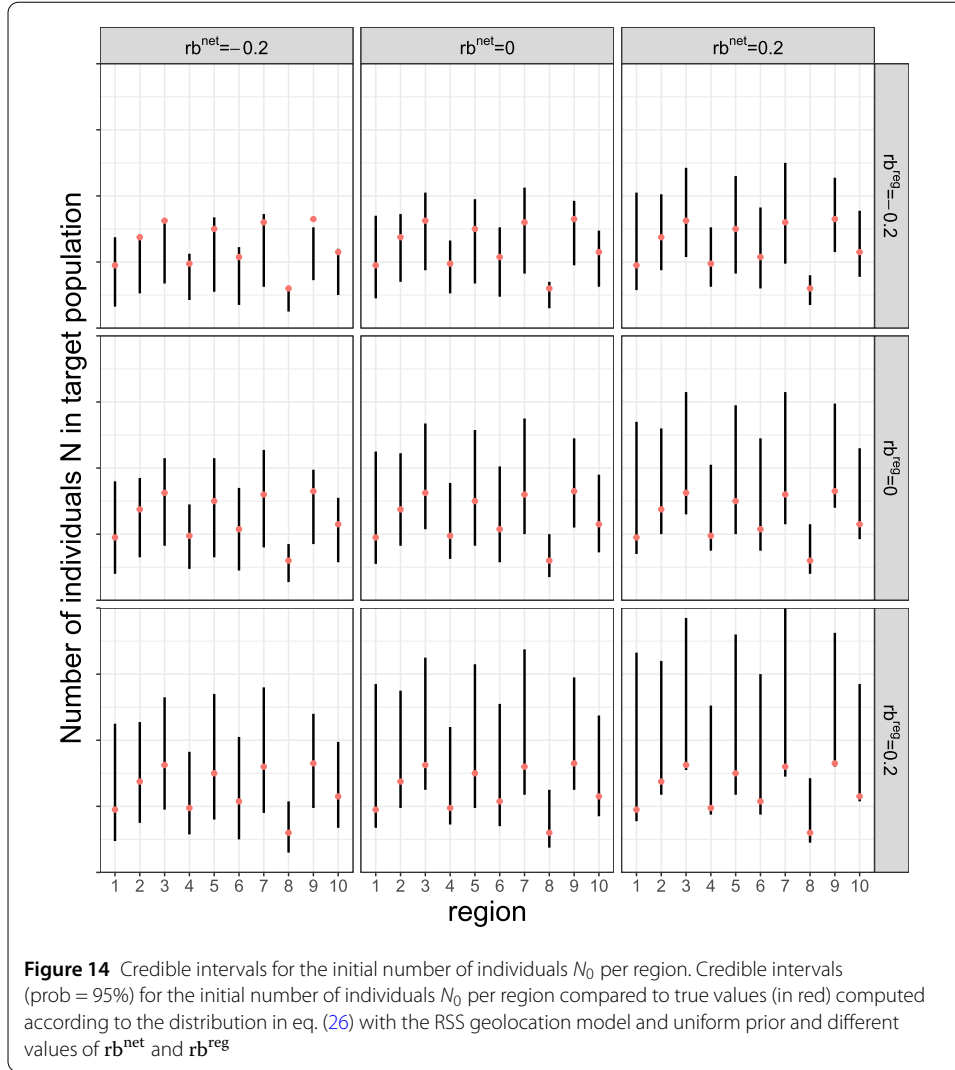 rb^net=−0.2 rb^net=0 rb^net=0.2
rb^reg=−0.2
rb^reg=0
rb^reg=0.2
Number of individuals N in target population
1 2 3 4 5 6 7 8 9 10 1 2 3 4 5 6 7 8 9 10 1 2 3 4 5 6 7 8 9 10
region
Figure 14 Credible intervals for the initial number of individuals N₀ per region. Credible intervals
(prob = 95%) for the initial number of individuals N₀ per region compared to true values (in red) computed
according to the distribution in eq. (26) with the RSS geolocation model and uniform prior and different
values of rb^net and rb^reg